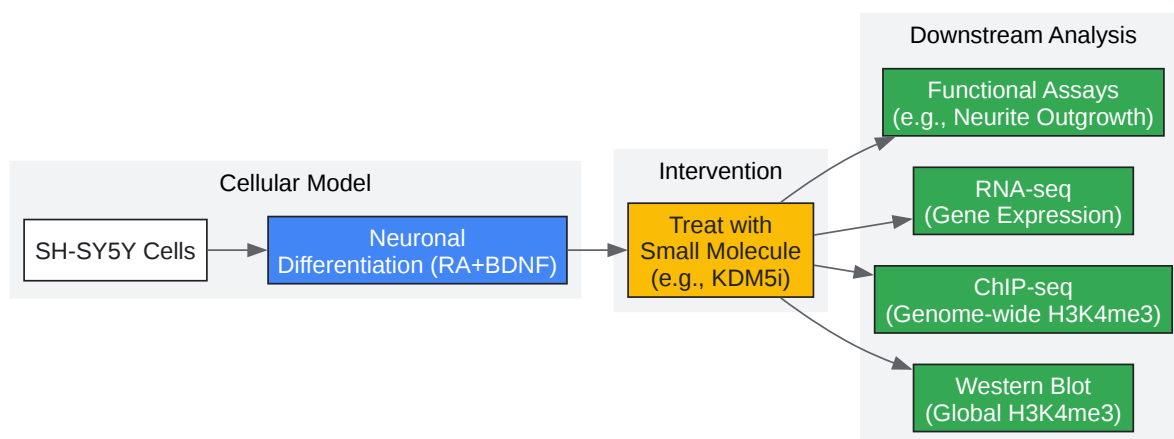 Cellular Model
SH-SY5Y Cells
Neuronal
Differentiation (RA+BDNF)
Intervention
Treat with
Small Molecule
(e.g., KDM5i)
Downstream Analysis
Functional Assays
(e.g., Neurite Outgrowth)
RNA-seq
(Gene Expression)
ChIP-seq
(Genome-wide H3K4me3)
Western Blot
(Global H3K4me3)